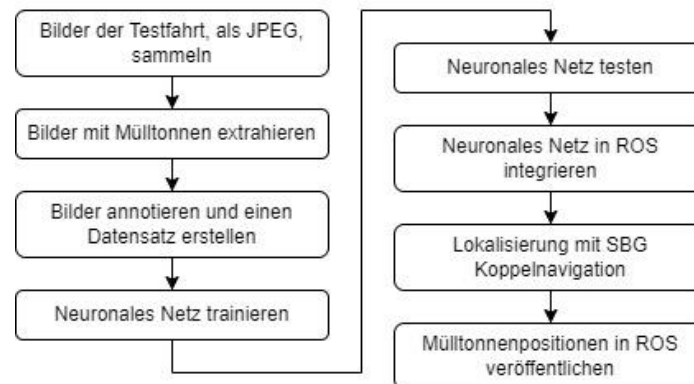 Bilder der Testfahrt, als JPEG,
sammeln
Bilder mit Mülltonnen extrahieren
Bilder annotieren und einen
Datensatz erstellen
Neuronales Netz trainieren
Neuronales Netz testen
Neuronales Netz in ROS
integrieren
Lokalisierung mit SBG
Koppelnavigation
Mülltonnenpositionen in ROS
veröffentlichen